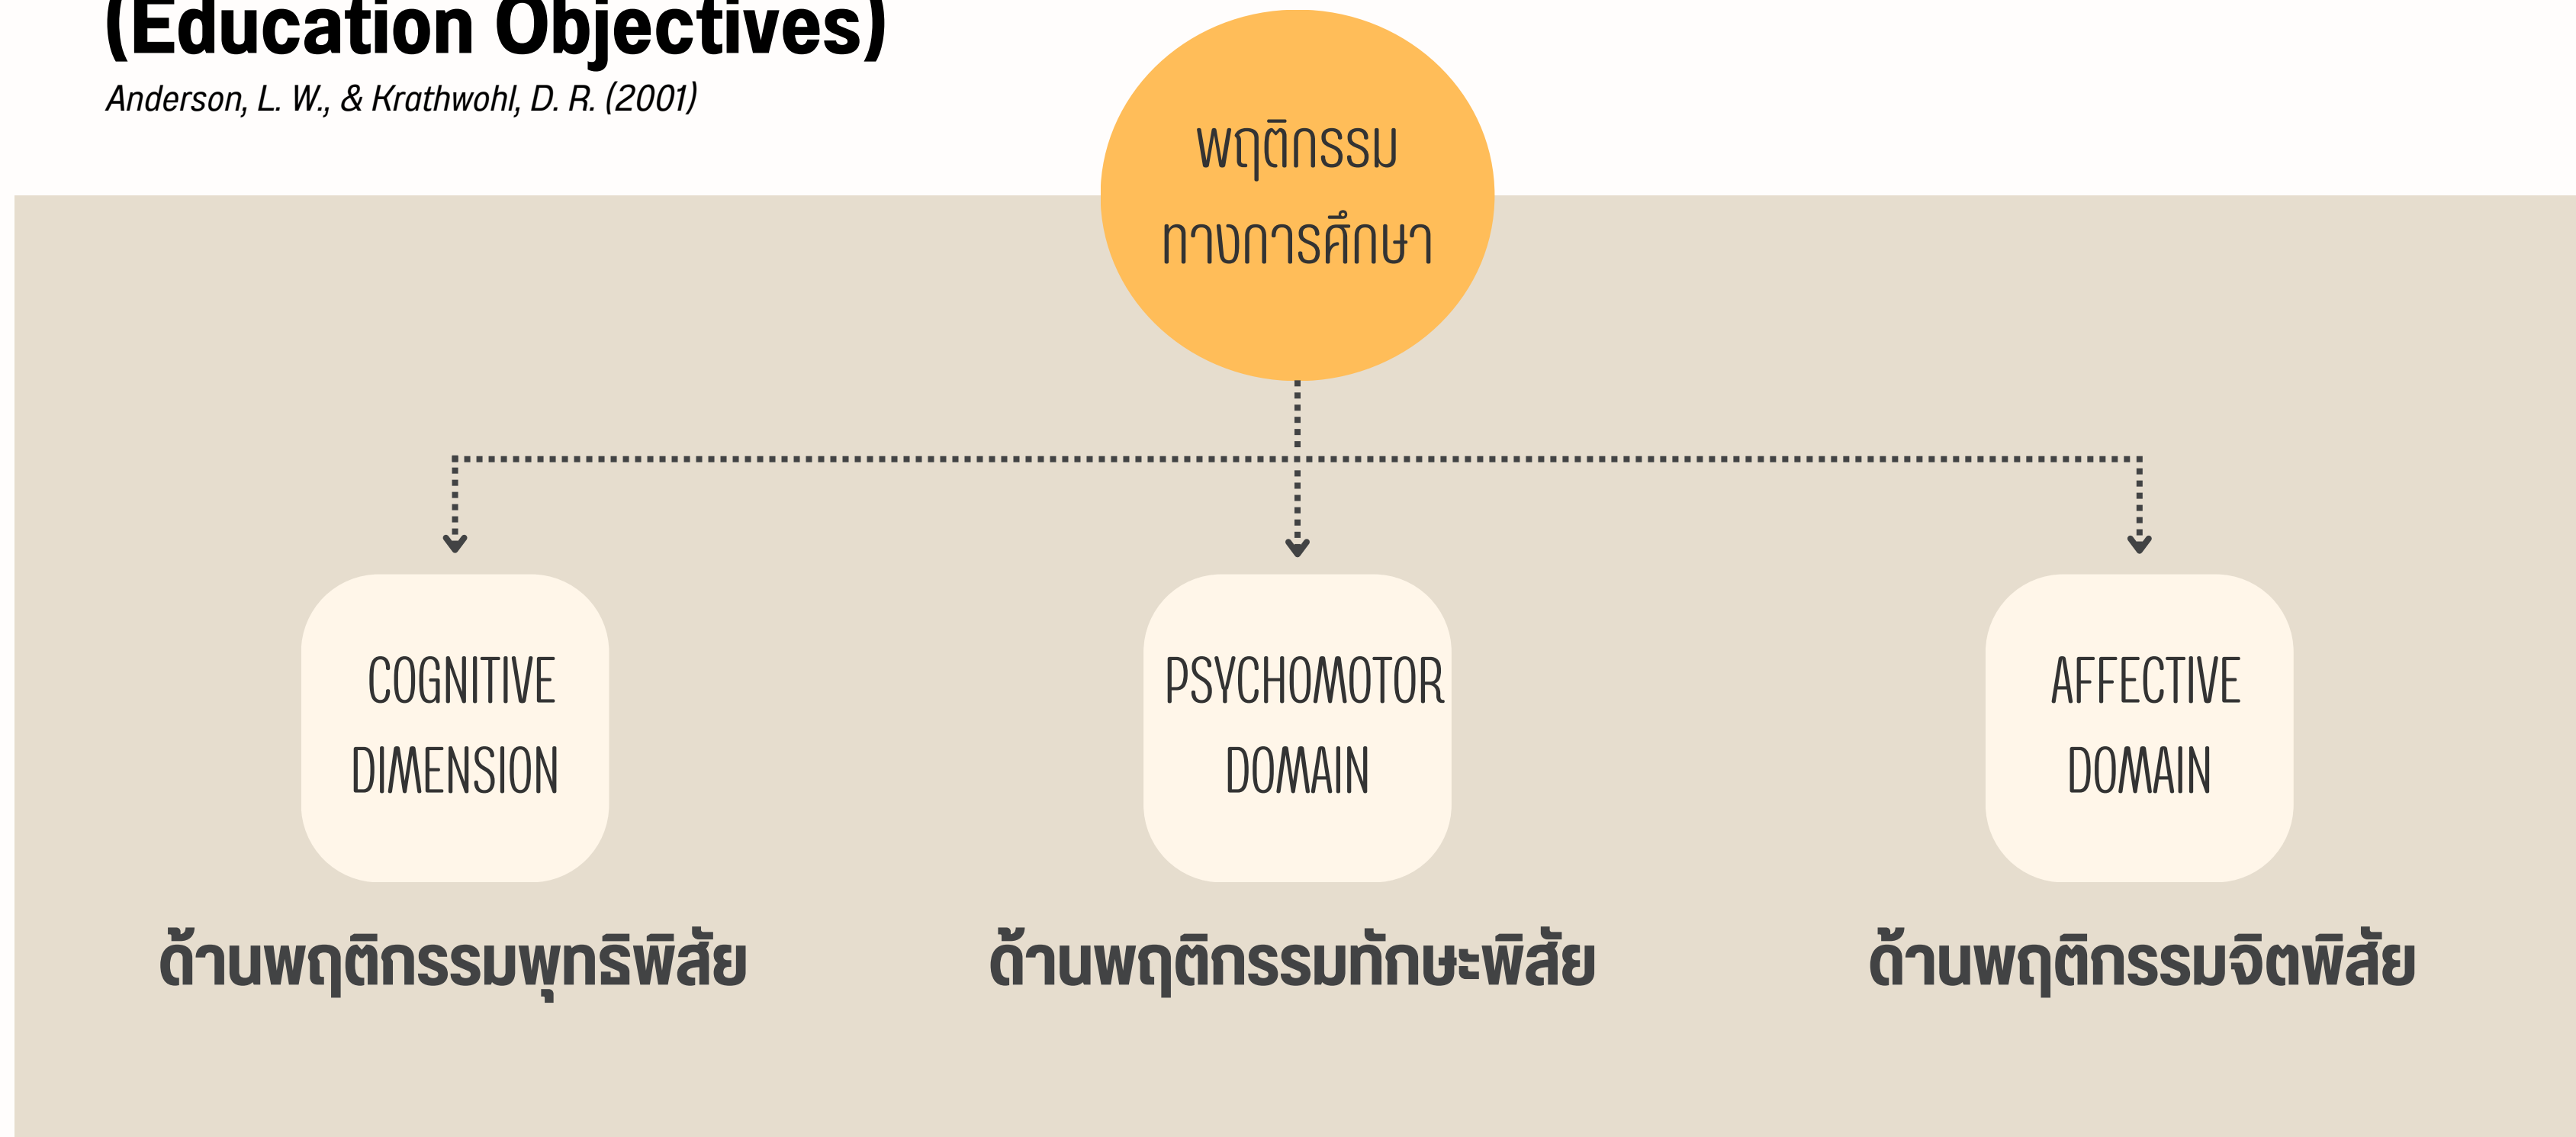 (Education Objectives)
Anderson, L. W., & Krathwohl, D. R. (2001)
พฤติกรรม
ทางการศึกษา
COGNITIVE
DIMENSION
ด้านพฤติกรรมพุทธิพิสัย
PSYCHOMOTOR
DOMAIN
ด้านพฤติกรรมทักษะพิสัย
AFFECTIVE
DOMAIN
ด้านพฤติกรรมจิตพิสัย